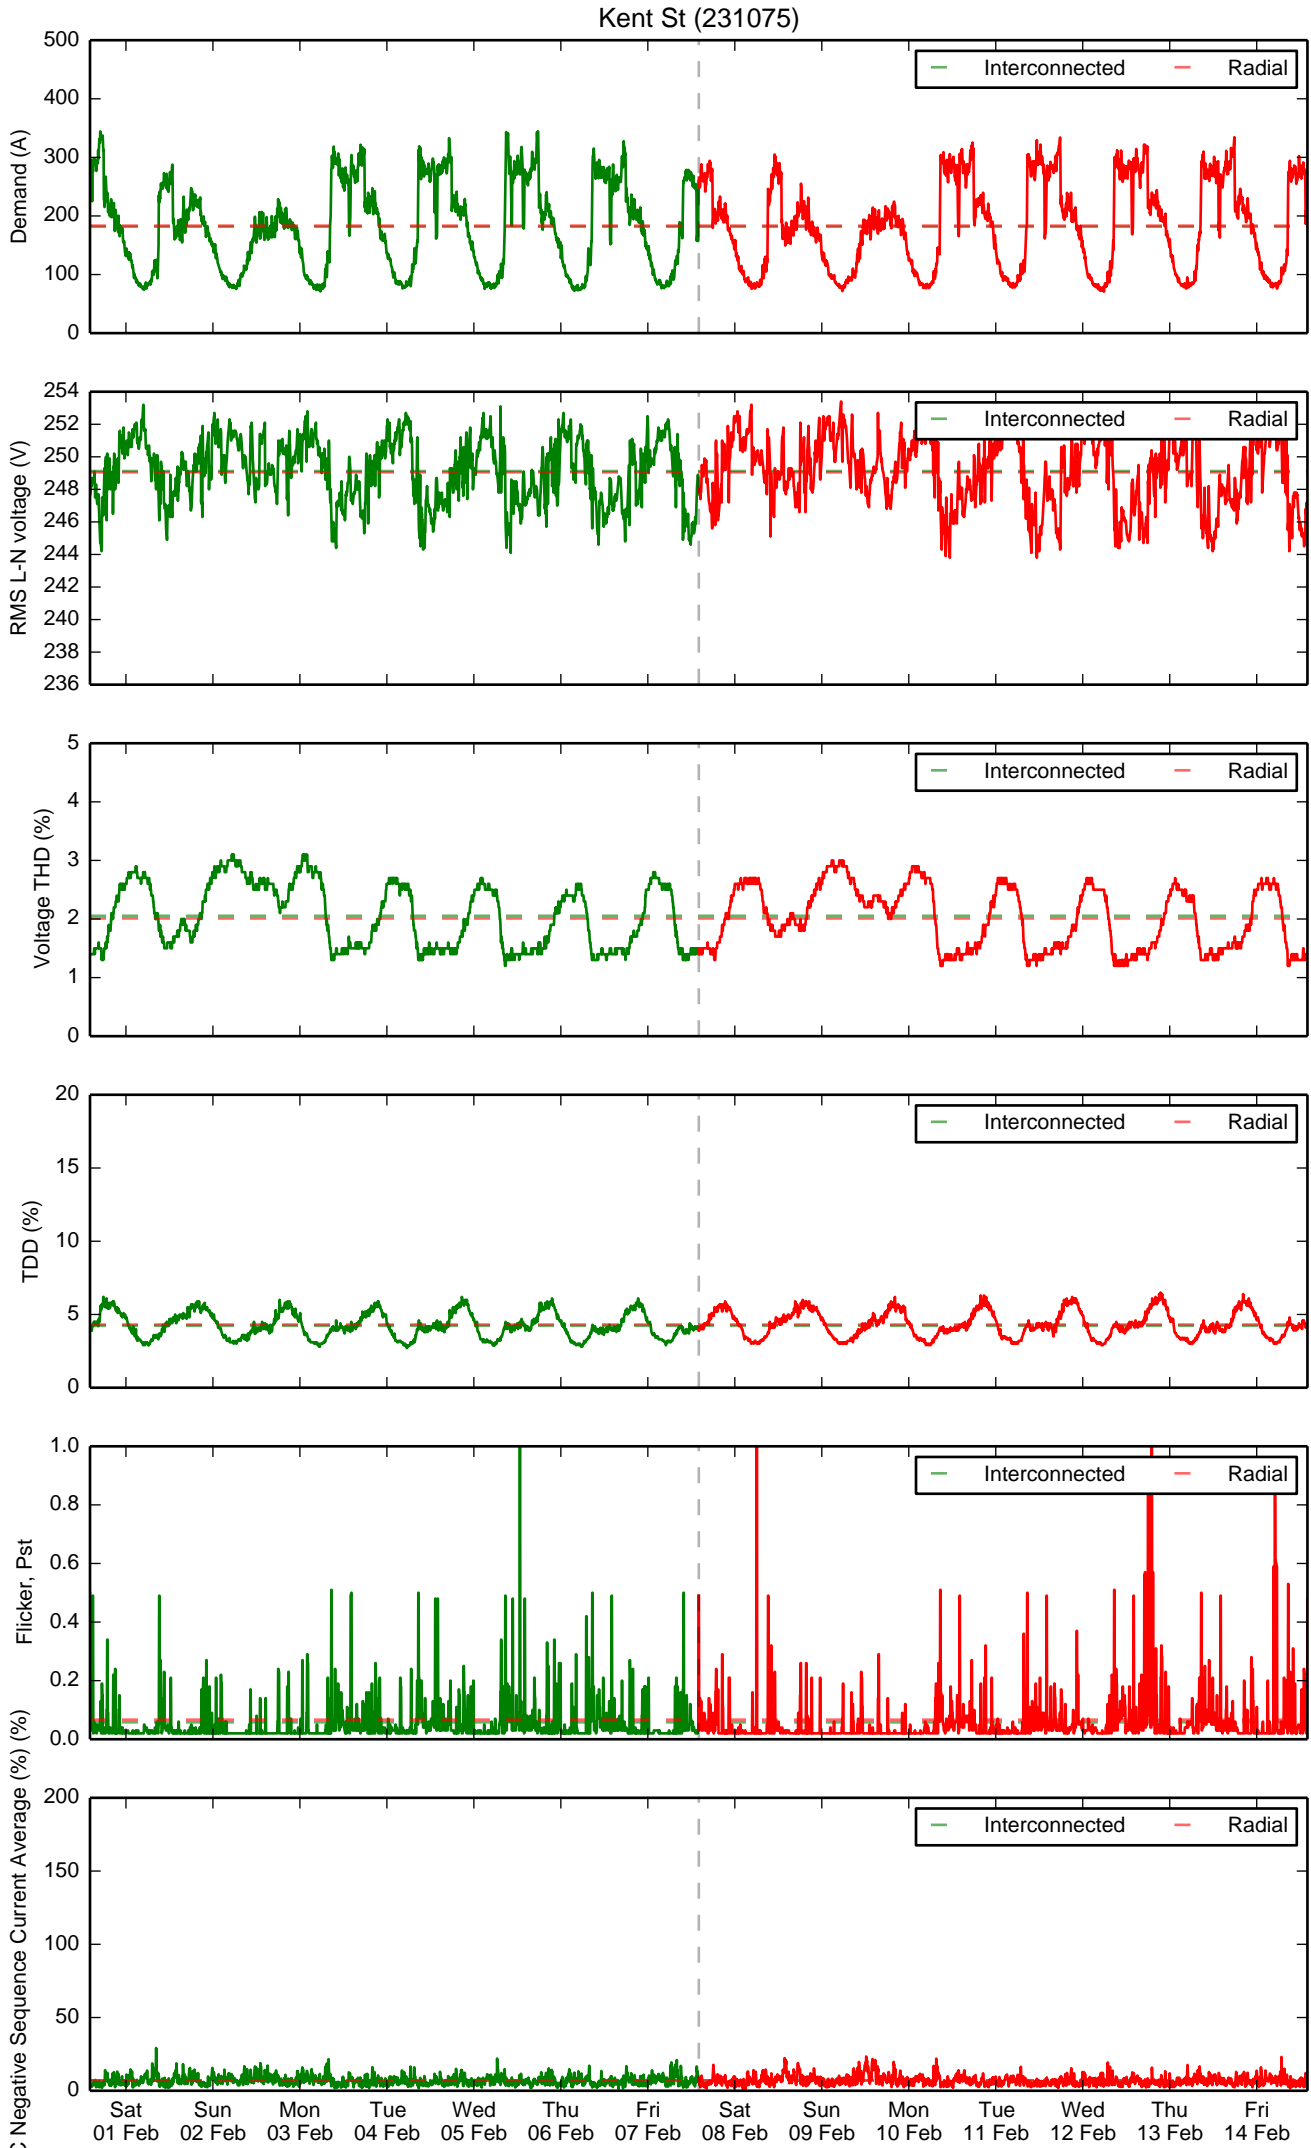 Kent St (231075)
500
400
300
200
100
0
Demand (A)
Interconnected Radial
254
252
250
248
246
244
242
240
238
236
RMS L-N voltage (V)
Interconnected Radial
5
4
3
2
1
0
Voltage THD (%)
Interconnected Radial
20
15
10
5
0
TDD (%)
Interconnected Radial
1.0
0.8
0.6
0.4
0.2
0.0
Flicker, Pst
Interconnected Radial
200
150
100
50
0
Negative Sequence Current Average (%) (%)
Interconnected Radial
Sat Sun Mon Tue Wed Thu Fri Sat Sun Mon Tue Wed Thu Fri
01 Feb 02 Feb 03 Feb 04 Feb 05 Feb 06 Feb 07 Feb 08 Feb 09 Feb 10 Feb 11 Feb 12 Feb 13 Feb 14 Feb